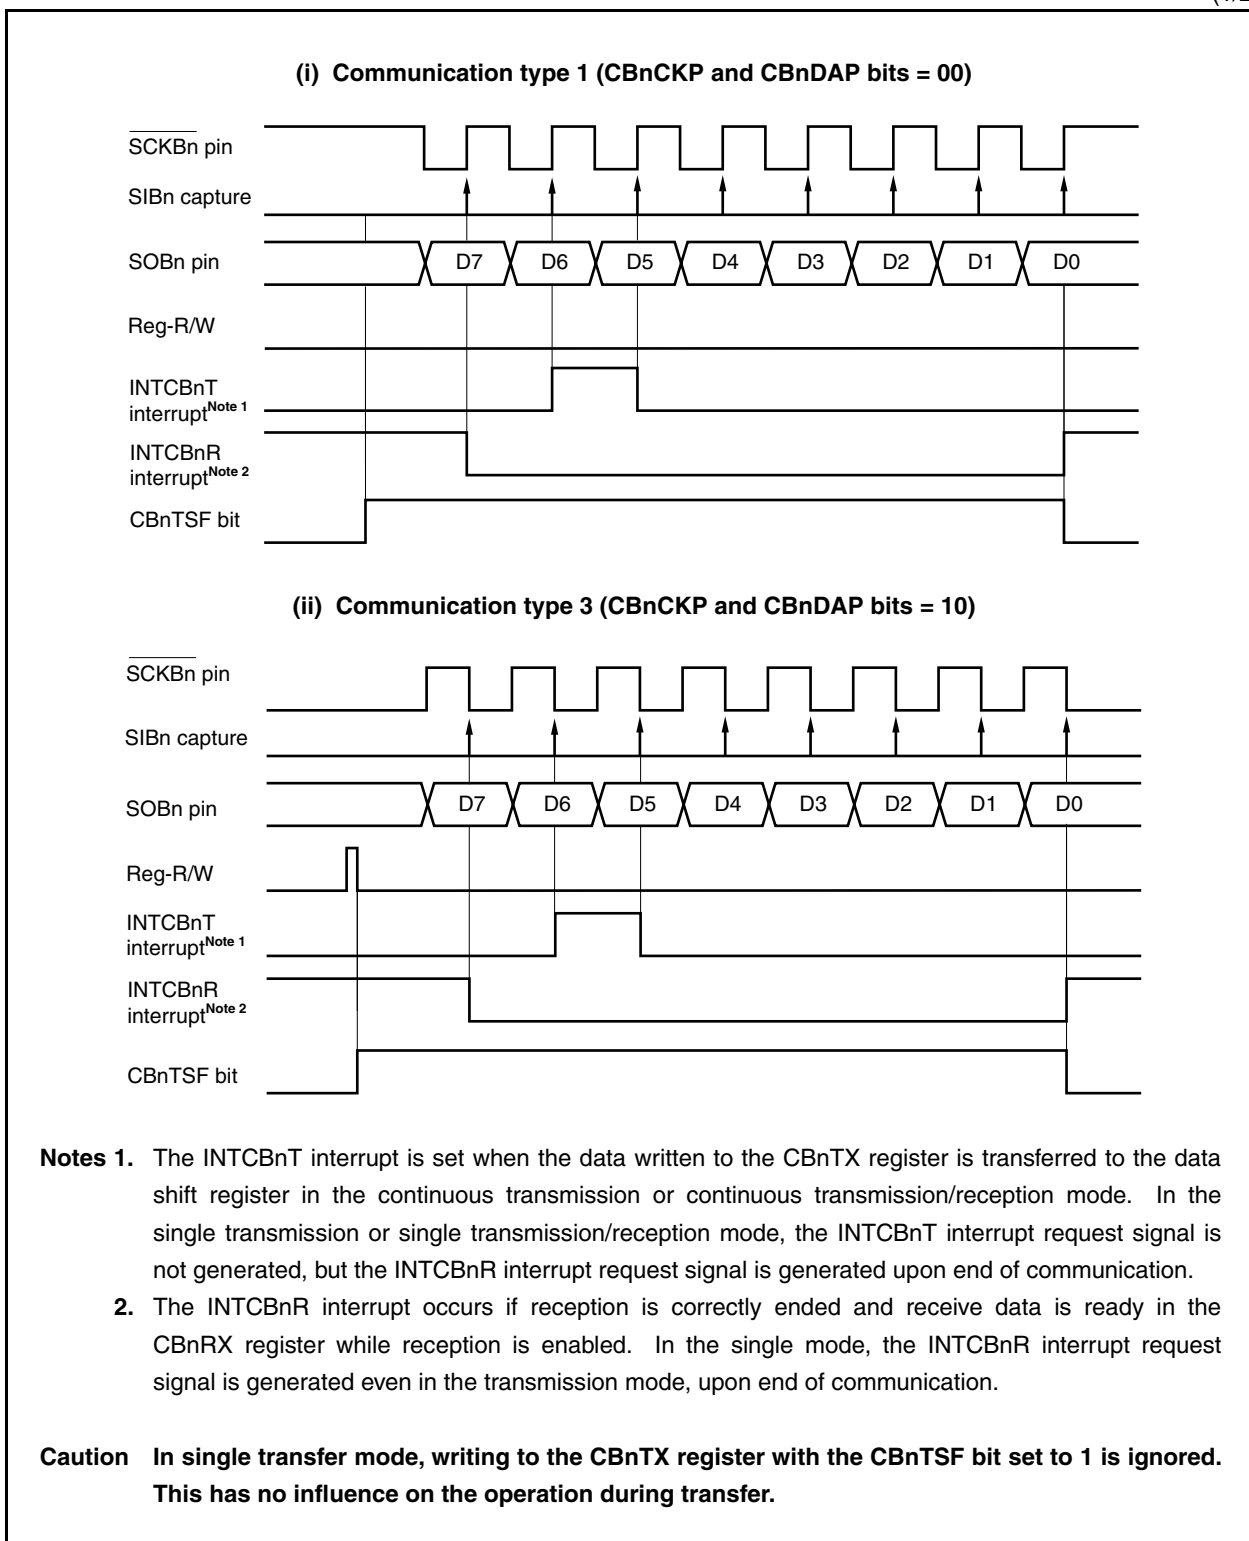 (i) Communication type 1 (CBnCKP and CBnDAP bits = 00)
SCKBn pin
SIBn capture
SOBn pin D7 D6 D5 D4 D3 D2 D1 D0
Reg-R/W
INTCBnT
interrupt Note 1
INTCBnR
interrupt Note 2
CBnTSF bit
(ii) Communication type 3 (CBnCKP and CBnDAP bits = 10)
SCKBn pin
SIBn capture
SOBn pin D7 D6 D5 D4 D3 D2 D1 D0
Reg-R/W
INTCBnT
interrupt Note 1
INTCBnR
interrupt Note 2
CBnTSF bit
Notes 1. The INTCBnT interrupt is set when the data written to the CBnTX register is transferred to the data
shift register in the continuous transmission or continuous transmission/reception mode. In the
single transmission or single transmission/reception mode, the INTCBnT interrupt request signal is
not generated, but the INTCBnR interrupt request signal is generated upon end of communication.
2. The INTCBnR interrupt occurs if reception is correctly ended and receive data is ready in the
CBnRX register while reception is enabled. In the single mode, the INTCBnR interrupt request
signal is generated even in the transmission mode, upon end of communication.
Caution In single transfer mode, writing to the CBnTX register with the CBnTSF bit set to 1 is ignored.
This has no influence on the operation during transfer.